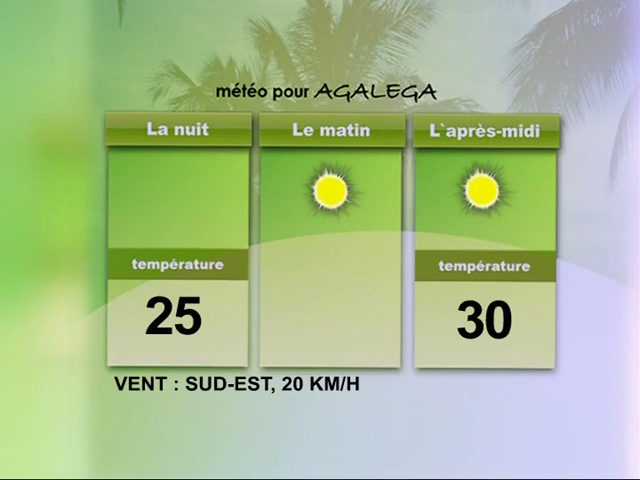 météo pour AGALEGA
La nuit
Le matin
L`après-midi
température
température
25
30
VENT : SUD-EST, 20 KM/H